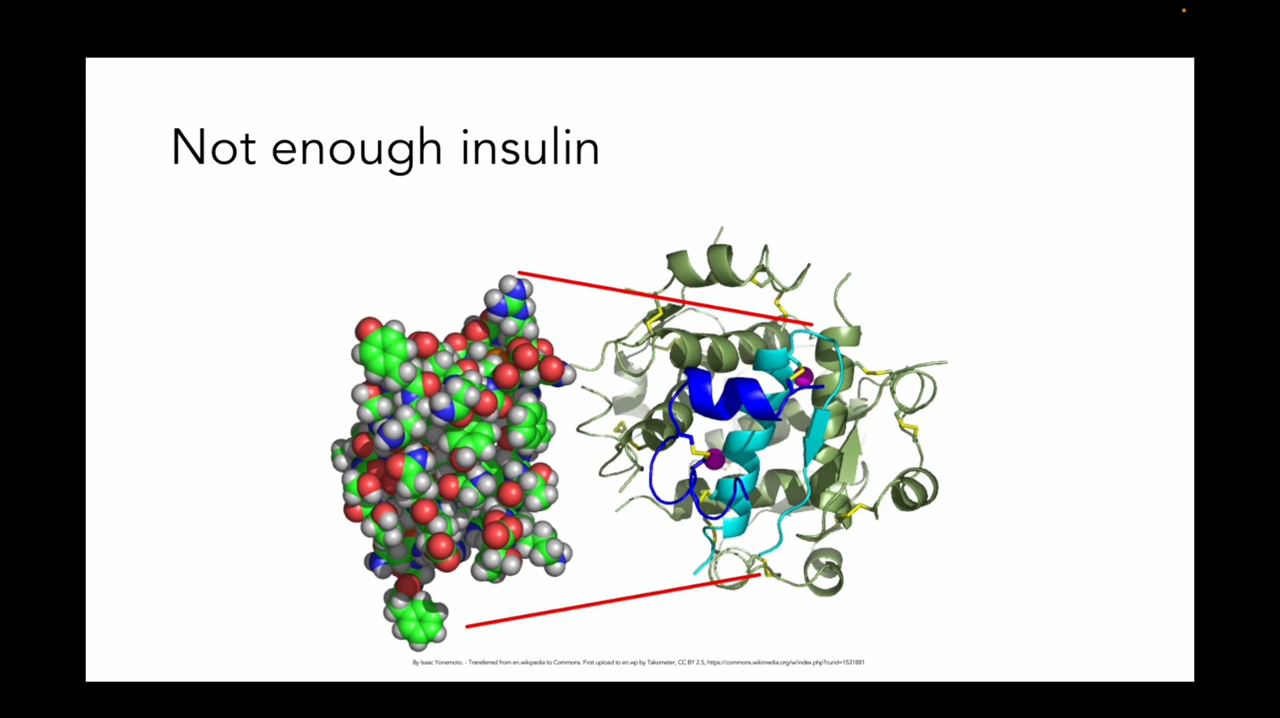 Not enough insulin
By Isaac Yonemoto. - Transferred from en.wikipedia to Commons. First upload to en.wp by Takometer, CC BY 2.5, https://commons.wikimedia.org/w/index.php?curid=1531881